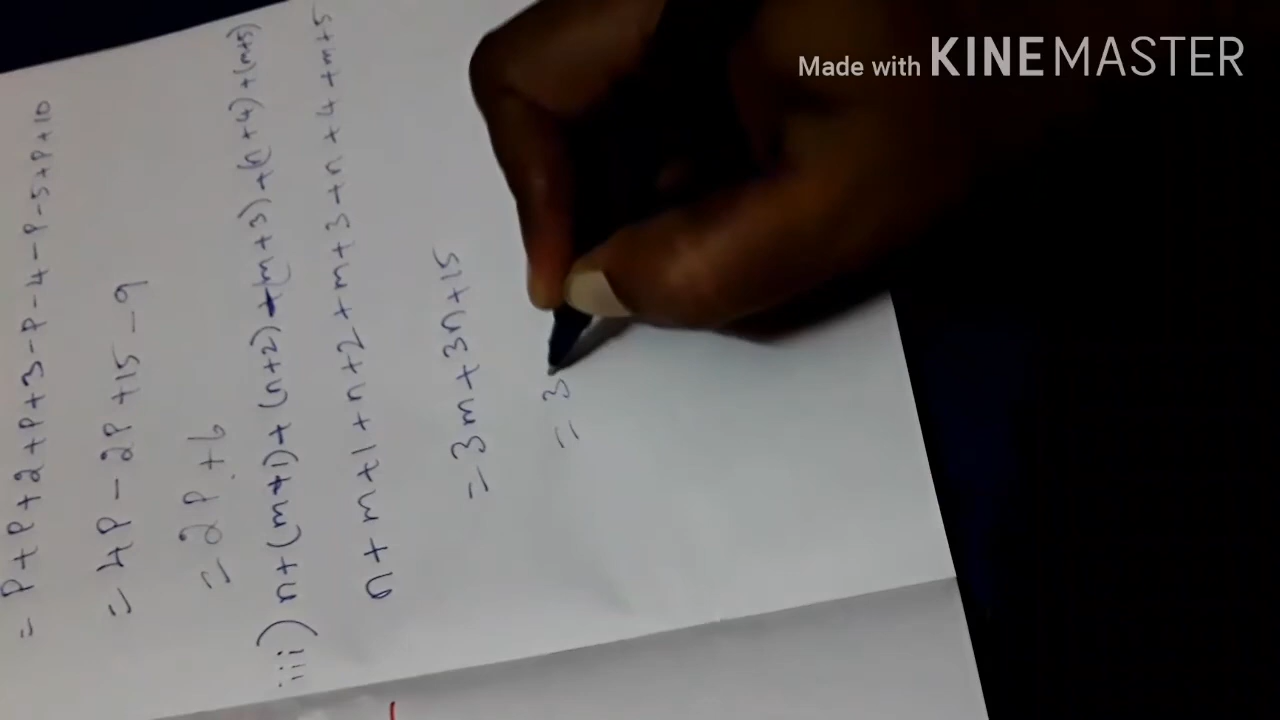 Made with KINEMASTER
= P+P+2+P+3-P-4-P-5+P+10
= 4P-2P+15-9
= 2P+6
iii) n+(m+1)+(n+2)+(m+3)+(n+4)+(m+5)
n+m+1+n+2+m+3+n+4+m+5
= 3m+3n+15
= 3